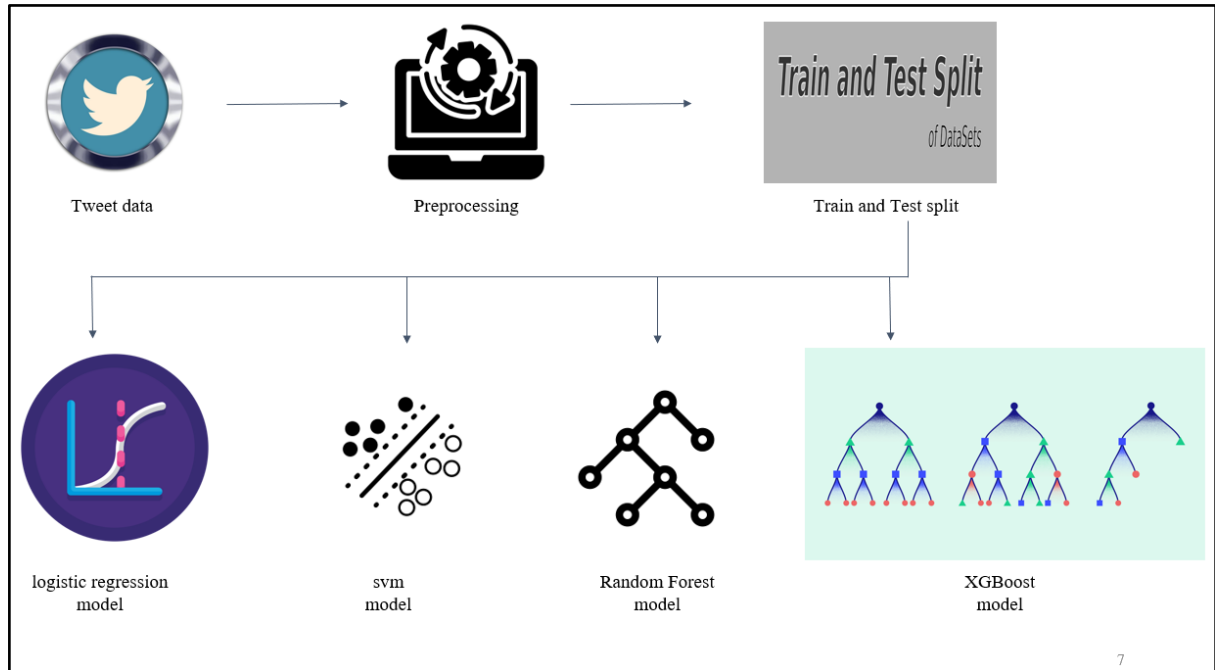 Train and Test Split
of DataSets
Tweet data
Preprocessing
Train and Test split
logistic regression
model
svm
model
Random Forest
model
XGBoost
model
7